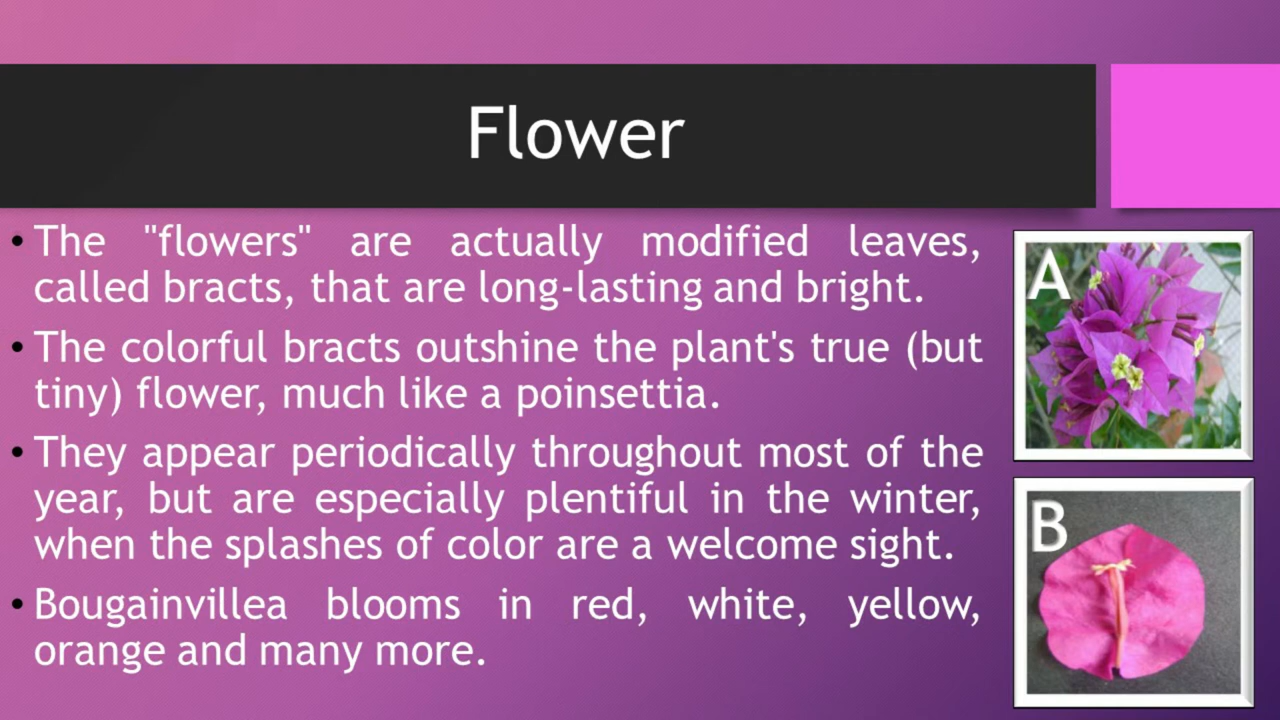 Flower
• The "flowers" are actually modified leaves,
called bracts, that are long-lasting and bright.
• The colorful bracts outshine the plant's true (but
tiny) flower, much like a poinsettia.
• They appear periodically throughout most of the
year, but are especially plentiful in the winter,
when the splashes of color are a welcome sight.
• Bougainvillea blooms in red, white, yellow,
orange and many more.
A
B